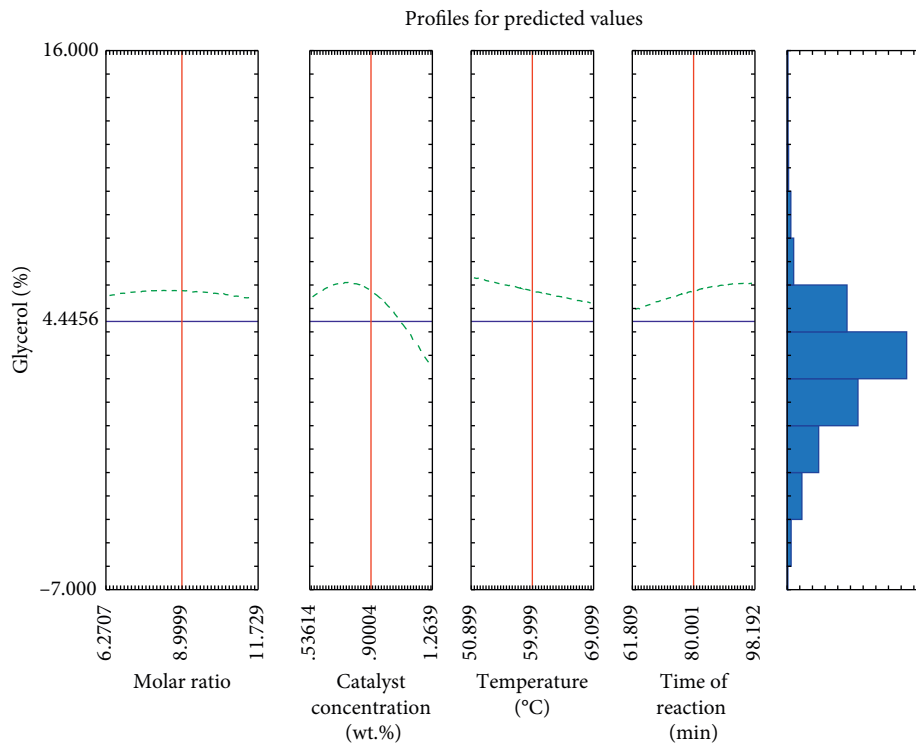 Profiles for predicted values
16.000
4.4456
−7.000
Glycerol (%)
6.2707
8.9999
11.729
.53614
.90004
1.2639
50.899
59.999
69.099
61.809
80.001
98.192
Molar ratio
Catalyst
concentration
(wt.%)
Temperature
(°C)
Time of
reaction
(min)